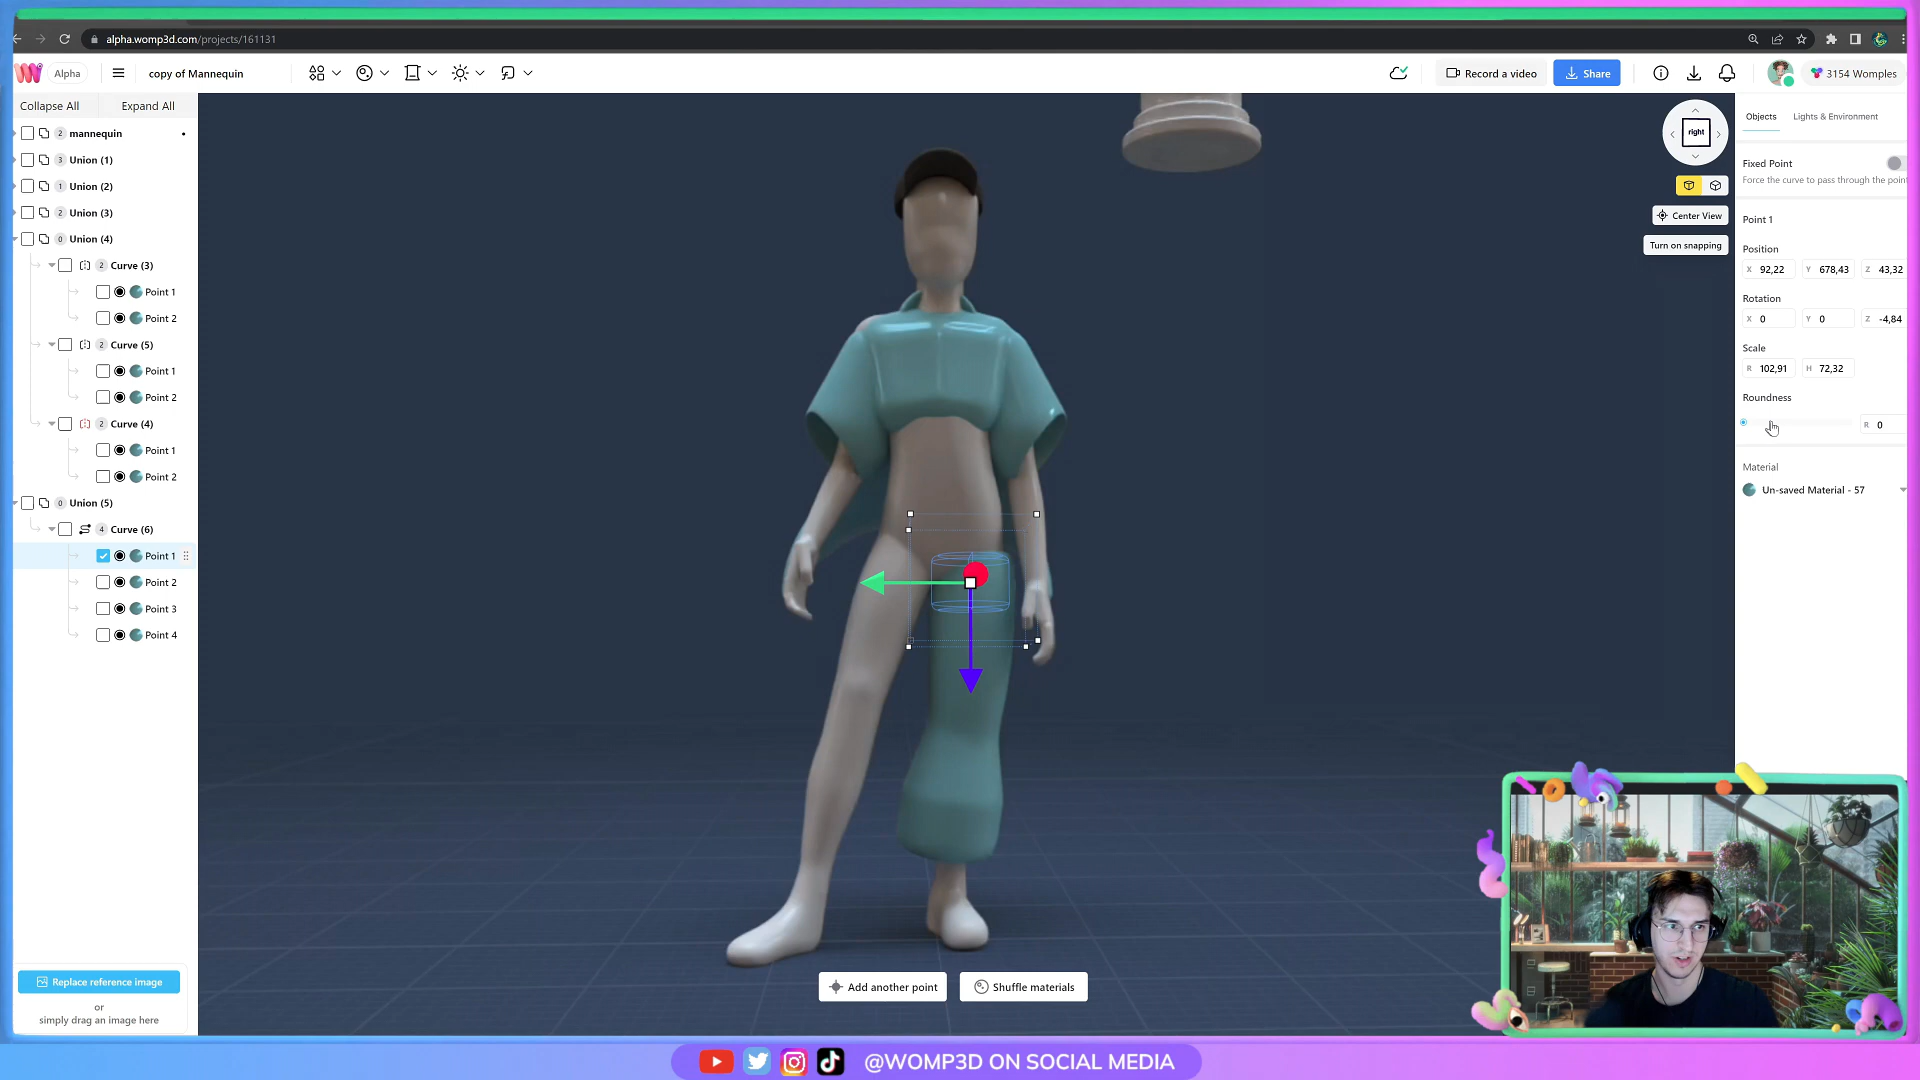 alpha.womp3d.com/projects/161131
Alpha
copy of Mannequin
Record a video
Share
3154 Womples
Collapse All
Expand All
2 mannequin
3 Union (1)
1 Union (2)
2 Union (3)
0 Union (4)
2 Curve (3)
Point 1
Point 2
2 Curve (5)
Point 1
Point 2
2 Curve (4)
Point 1
Point 2
0 Union (5)
4 Curve (6)
Point 1
Point 2
Point 3
Point 4
Replace reference image
or
simply drag an image here
right
Center View
Turn on snapping
Objects
Lights & Environment
Fixed Point
Force the curve to pass through the point
Point 1
Position
X 92,22 Y 678,43 Z 43,32
Rotation
X 0 Y 0 Z -4,84
Scale
R 102,91 H 72,32
Roundness
R 0
Material
Un-saved Material - 57
Add another point
Shuffle materials
@WOMP3D ON SOCIAL MEDIA